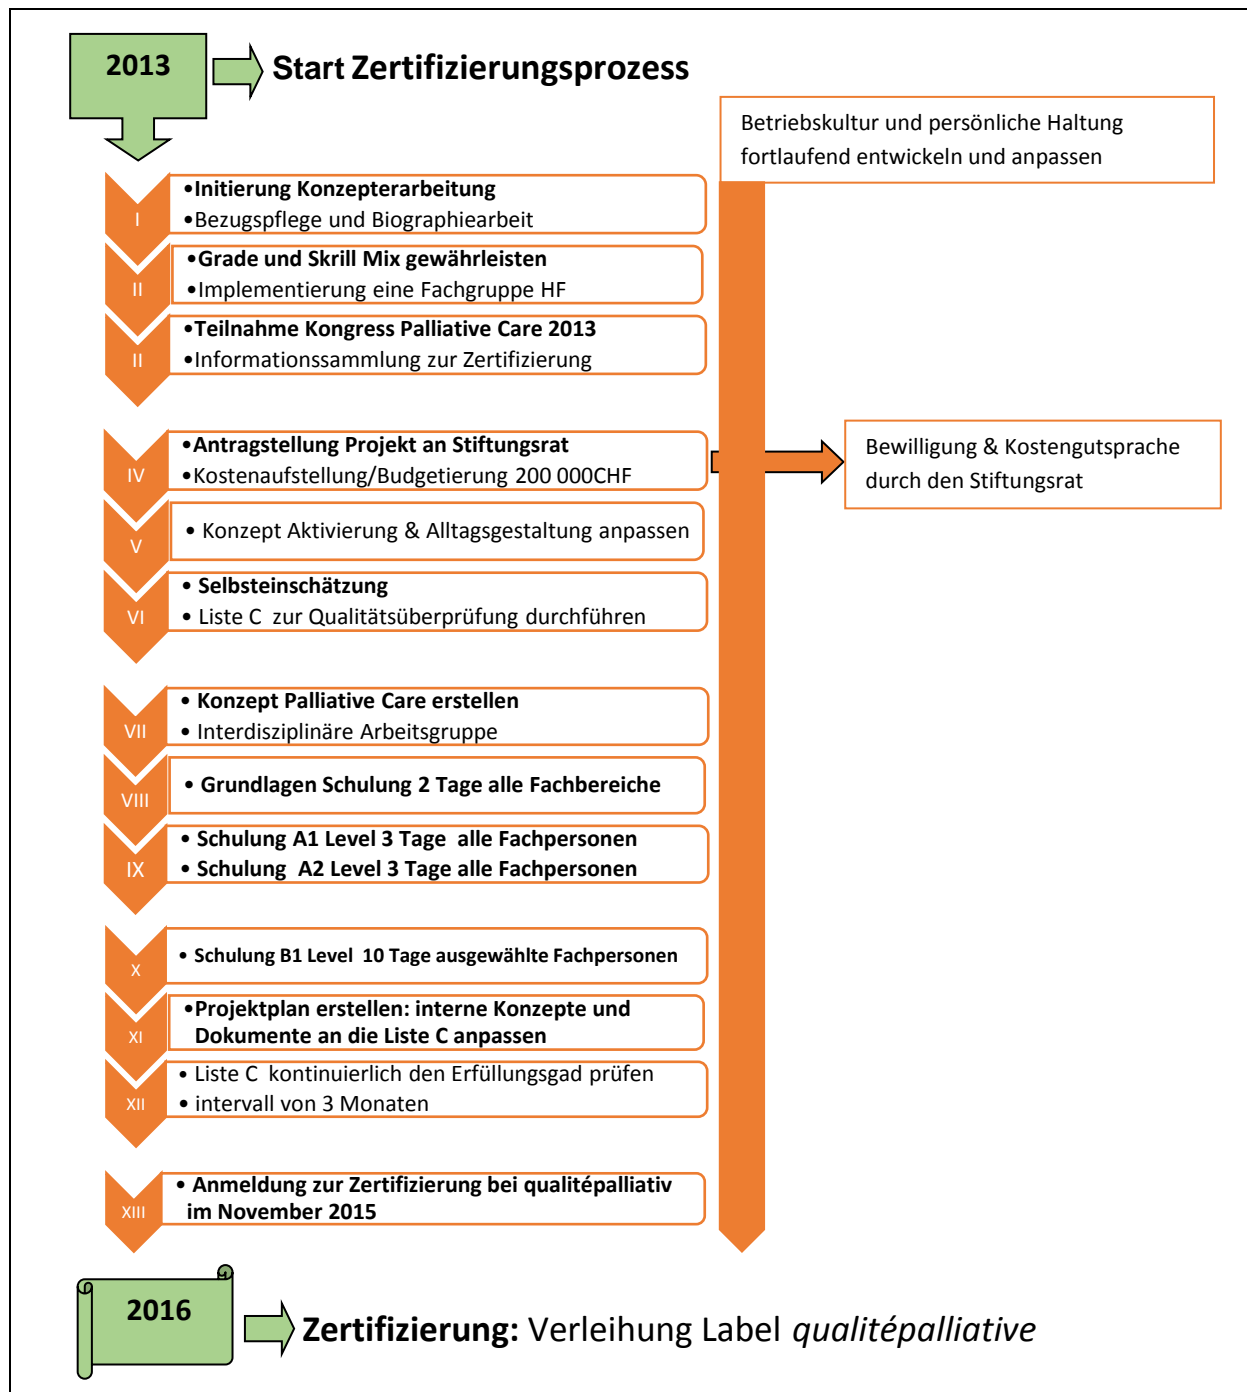 2013
Start Zertifizierungsprozess
Betriebskultur und persönliche Haltung
fortlaufend entwickeln und anpassen
I
•Initierung Konzepterarbeitung
•Bezugspflege und Biographiearbeit
II
•Grade und Skrill Mix gewährleisten
•Implementierung eine Fachgruppe HF
II
•Teilnahme Kongress Palliative Care 2013
•Informationssammlung zur Zertifizierung
IV
•Antragstellung Projekt an Stiftungsrat
•Kostenaufstellung/Budgetierung 200 000CHF
Bewilligung & Kostengutsprache
durch den Stiftungsrat
V
• Konzept Aktivierung & Alltagsgestaltung anpassen
VI
• Selbsteinschätzung
• Liste C zur Qualitätsüberprüfung durchführen
VII
• Konzept Palliative Care erstellen
• Interdisziplinäre Arbeitsgruppe
VIII
• Grundlagen Schulung 2 Tage alle Fachbereiche
IX
• Schulung A1 Level 3 Tage alle Fachpersonen
• Schulung A2 Level 3 Tage alle Fachpersonen
X
• Schulung B1 Level 10 Tage ausgewählte Fachpersonen
XI
•Projektplan erstellen: interne Konzepte und
Dokumente an die Liste C anpassen
XII
• Liste C kontinuierlich den Erfüllungsgad prüfen
• intervall von 3 Monaten
XIII
• Anmeldung zur Zertifizierung bei qualitépalliativ
im November 2015
2016
Zertifizierung: Verleihung Label qualitépalliative